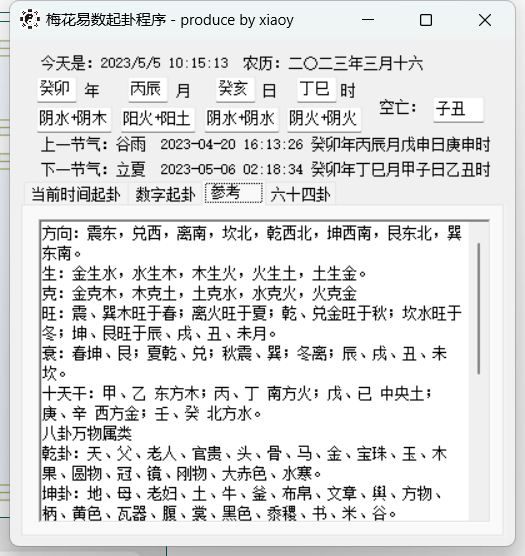 梅花易数起卦程序 - produce by xiaoy
今天是：2023/5/5 10:15:13 农历：二〇二三年三月十六
癸卯 年 丙辰 月 癸亥 日 丁巳 时
阴水+阴木 阳火+阳土 阴水+阴水 阴火+阴火 空亡： 子丑
上一节气：谷雨 2023-04-20 16:13:26 癸卯年丙辰月戊申日庚申时
下一节气：立夏 2023-05-06 02:18:34 癸卯年丁巳月甲子日乙丑时
当前时间起卦 数字起卦 参考 六十四卦
方向：震东，兑西，离南，坎北，乾西北，坤西南，艮东北，巽
东南。
生：金生水，水生木，木生火，火生土，土生金。
克：金克木，木克土，土克水，水克火，火克金
旺：震、巽木旺于春；离火旺于夏；乾、兑金旺于秋；坎水旺于
冬；坤、艮旺于辰、戌、丑、未月。
衰：春坤、艮；夏乾、兑；秋震、巽；冬离；辰、戌、丑、未
坎。
十天干：甲、乙 东方木；丙、丁 南方火；戊、已 中央土；
庚、辛 西方金；壬、癸 北方水。
八卦万物属类
乾卦：天、父、老人、官贵、头、骨、马、金、宝珠、玉、木
果、圆物、冠、镜、刚物、大赤色、水寒。
坤卦：地、母、老妇、土、牛、釜、布帛、文章、舆、方物、
柄、黄色、瓦器、腹、裳、黑色、黍稷、书、米、谷。